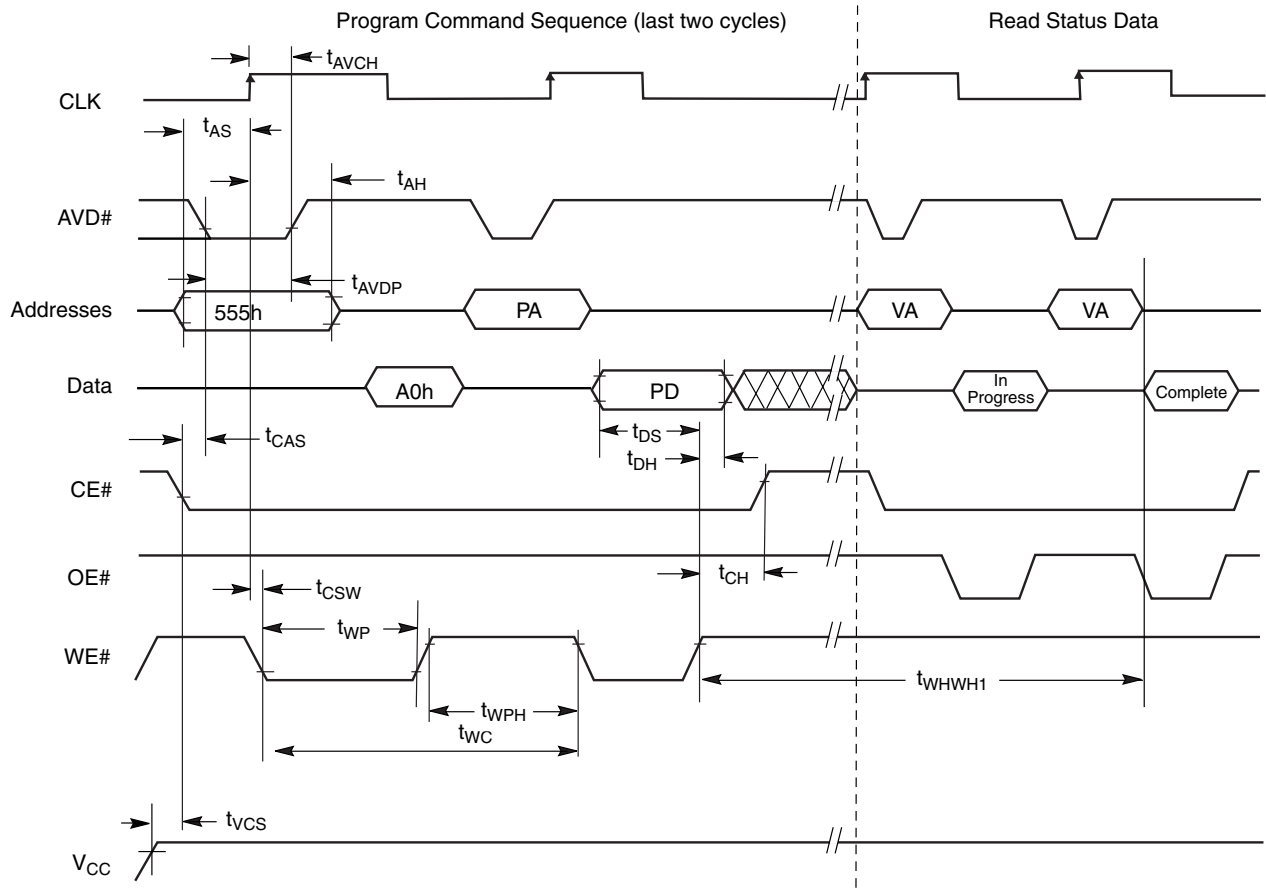 Program Command Sequence (last two cycles) Read Status Data
tAVCH
CLK
tAS
tAH
AVD#
tAVDP
Addresses 555h PA VA VA
Data A0h PD In Progress Complete
tCAS tDS
tDH
CE#
OE# tCH
tCSW
tWP
WE#
tWHWH1
tWPH
tWC
tVCS
VCC